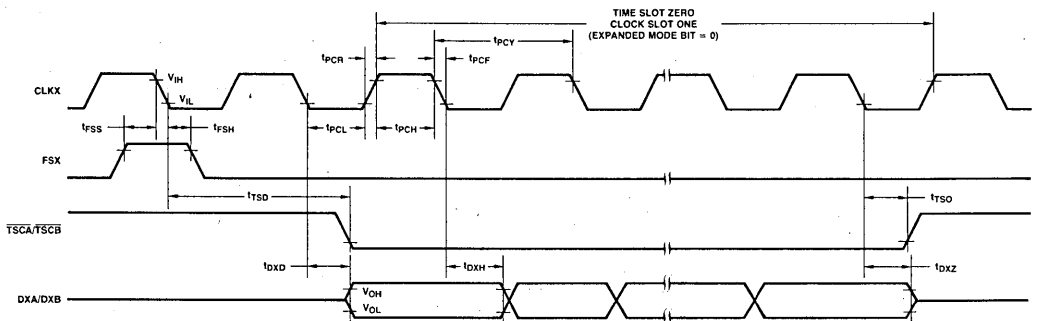 TIME SLOT ZERO
CLOCK SLOT ONE
(EXPANDED MODE BIT = 0)
tPCR
tPCY
tPCF
CLKX
VIH
VIL
tFSS
tFSH
tPCL
tPCH
FSX
tTSD
tTSO
TSCA/TSCB
tDXD
tDXH
tDXZ
DXA/DXB
VOH
VOL